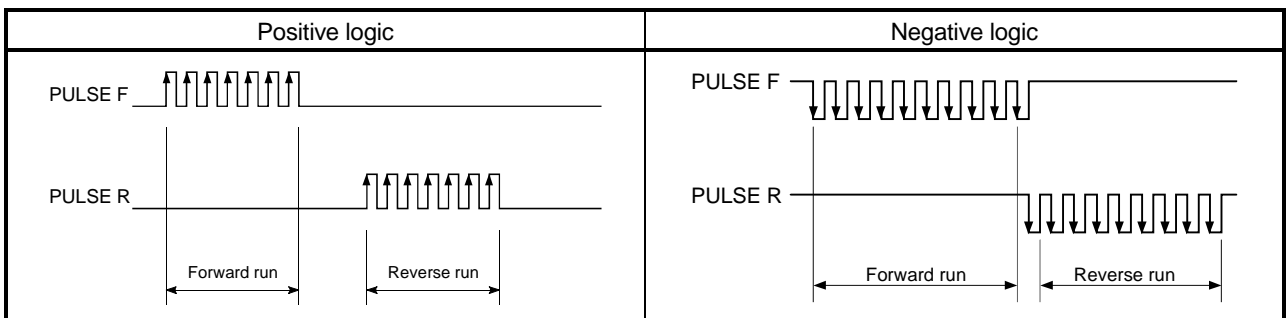 Positive logic
Negative logic
PULSE F
PULSE R
Forward run
Reverse run
PULSE F
PULSE R
Forward run
Reverse run